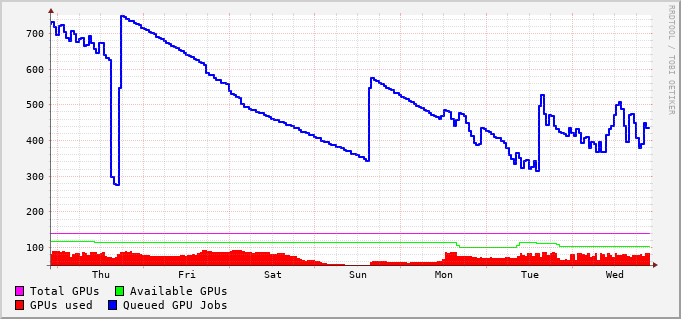 700
600
500
400
300
200
100
Thu Fri Sat Sun Mon Tue Wed
Total GPUs Available GPUs
GPUs used Queued GPU Jobs
RRDTOOL / TOBI OETIKER